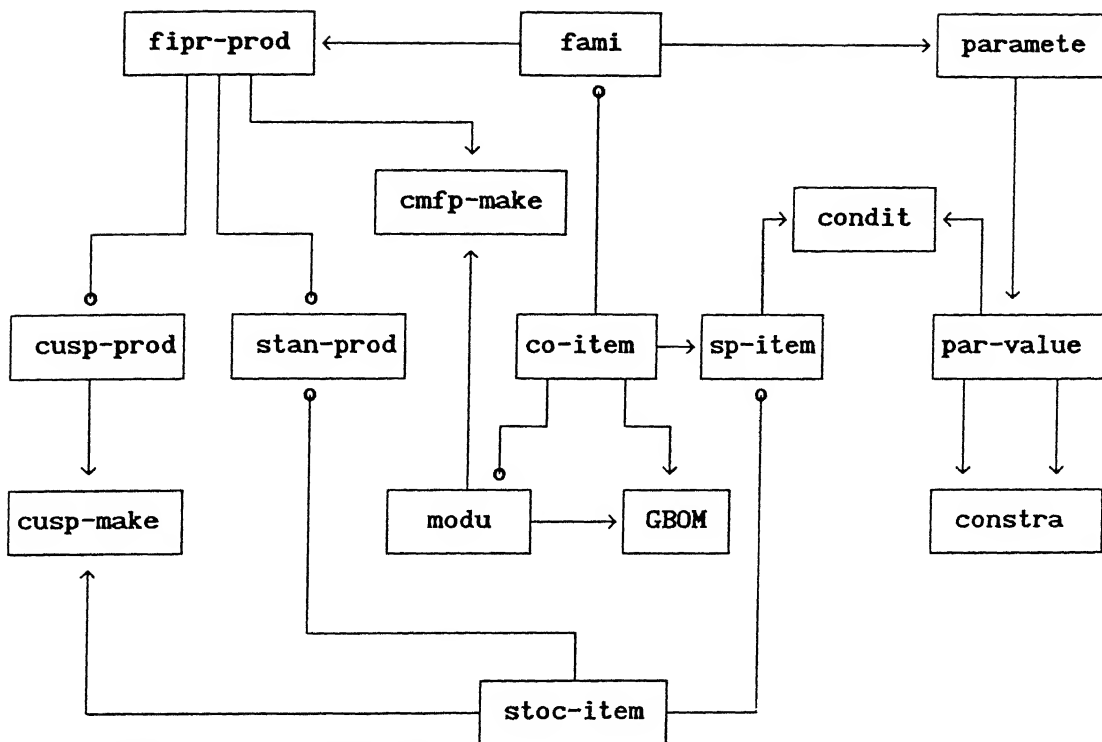 fipr-prod
fami
paramete
cmfp-make
condit
cusp-prod
stan-prod
co-item
sp-item
par-value
cusp-make
modu
GBOM
constra
stoc-item